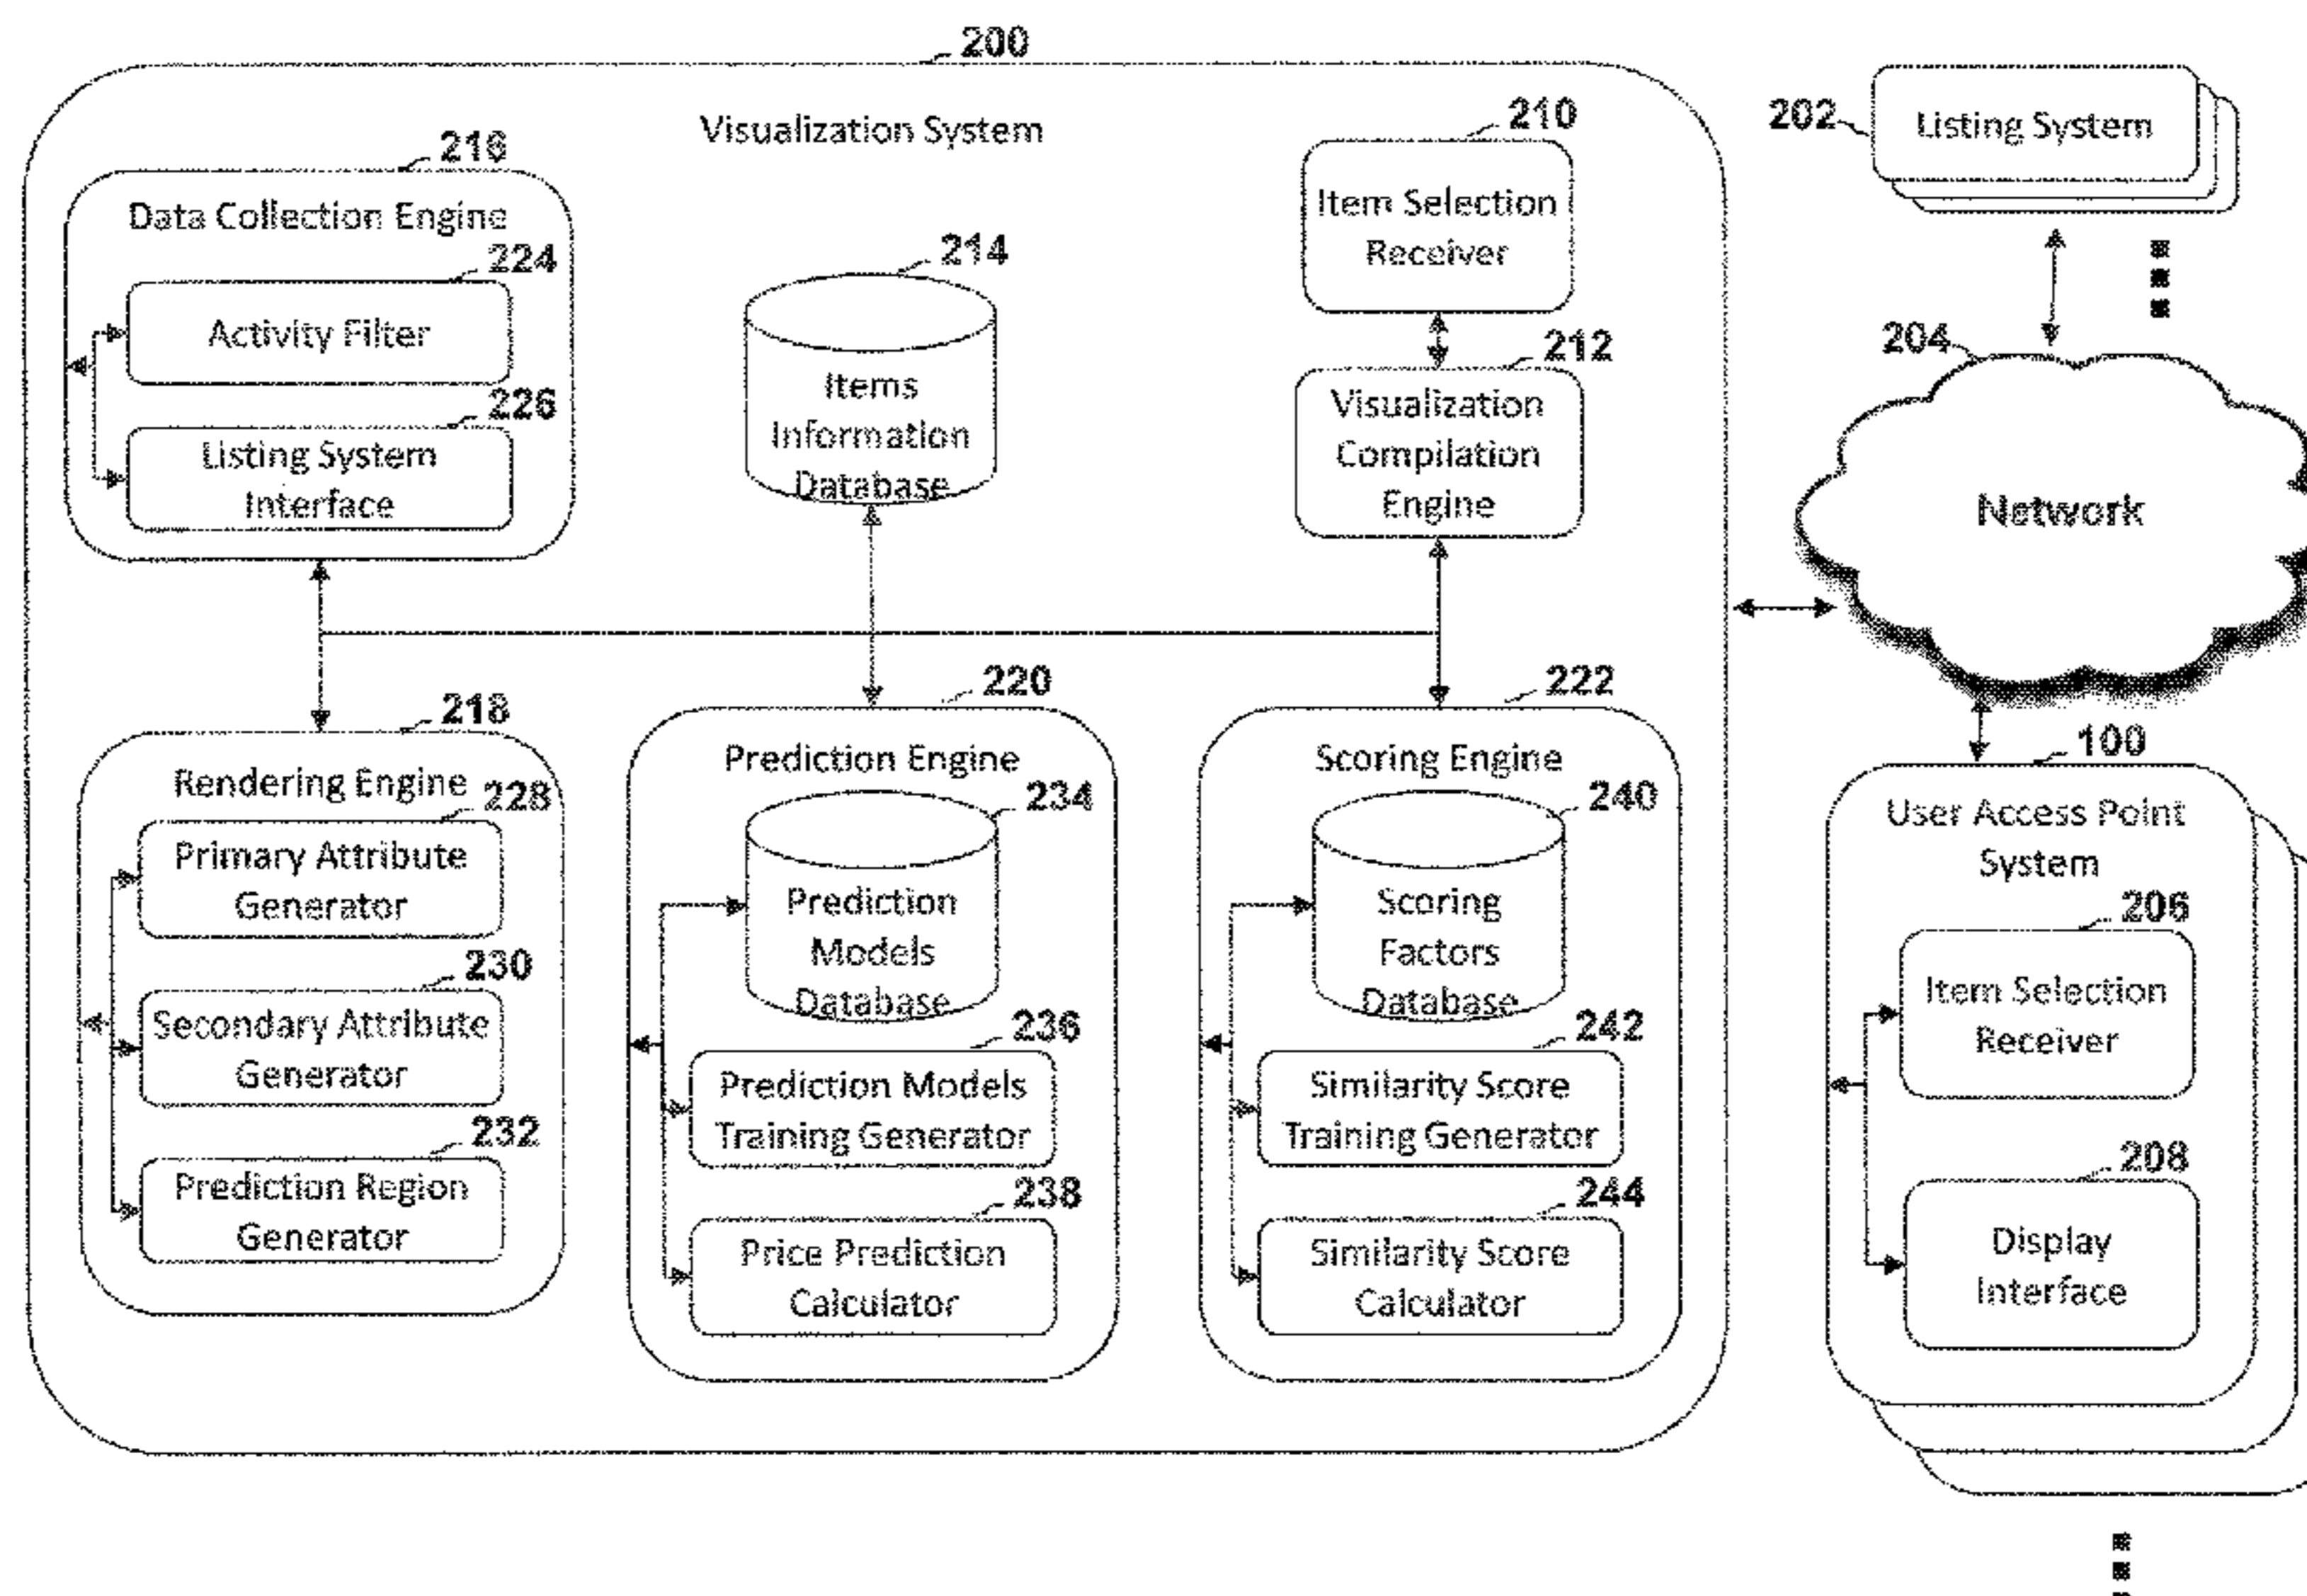 200
Visualization System
216
Data Collection Engine
224
Activity Filter
226
Listing System
Interface
214
Items
Information
Database
210
Item Selection
Receiver
212
Visualization
Compilation
Engine
202
Listing System
204
Network
218
Rendering Engine
228
Primary Attribute
Generator
230
Secondary Attribute
Generator
232
Prediction Region
Generator
220
Prediction Engine
234
Prediction
Models
Database
236
Prediction Models
Training Generator
238
Price Prediction
Calculator
222
Scoring Engine
240
Scoring
Factors
Database
242
Similarity Score
Training Generator
244
Similarity Score
Calculator
100
User Access Point
System
206
Item Selection
Receiver
208
Display
Interface